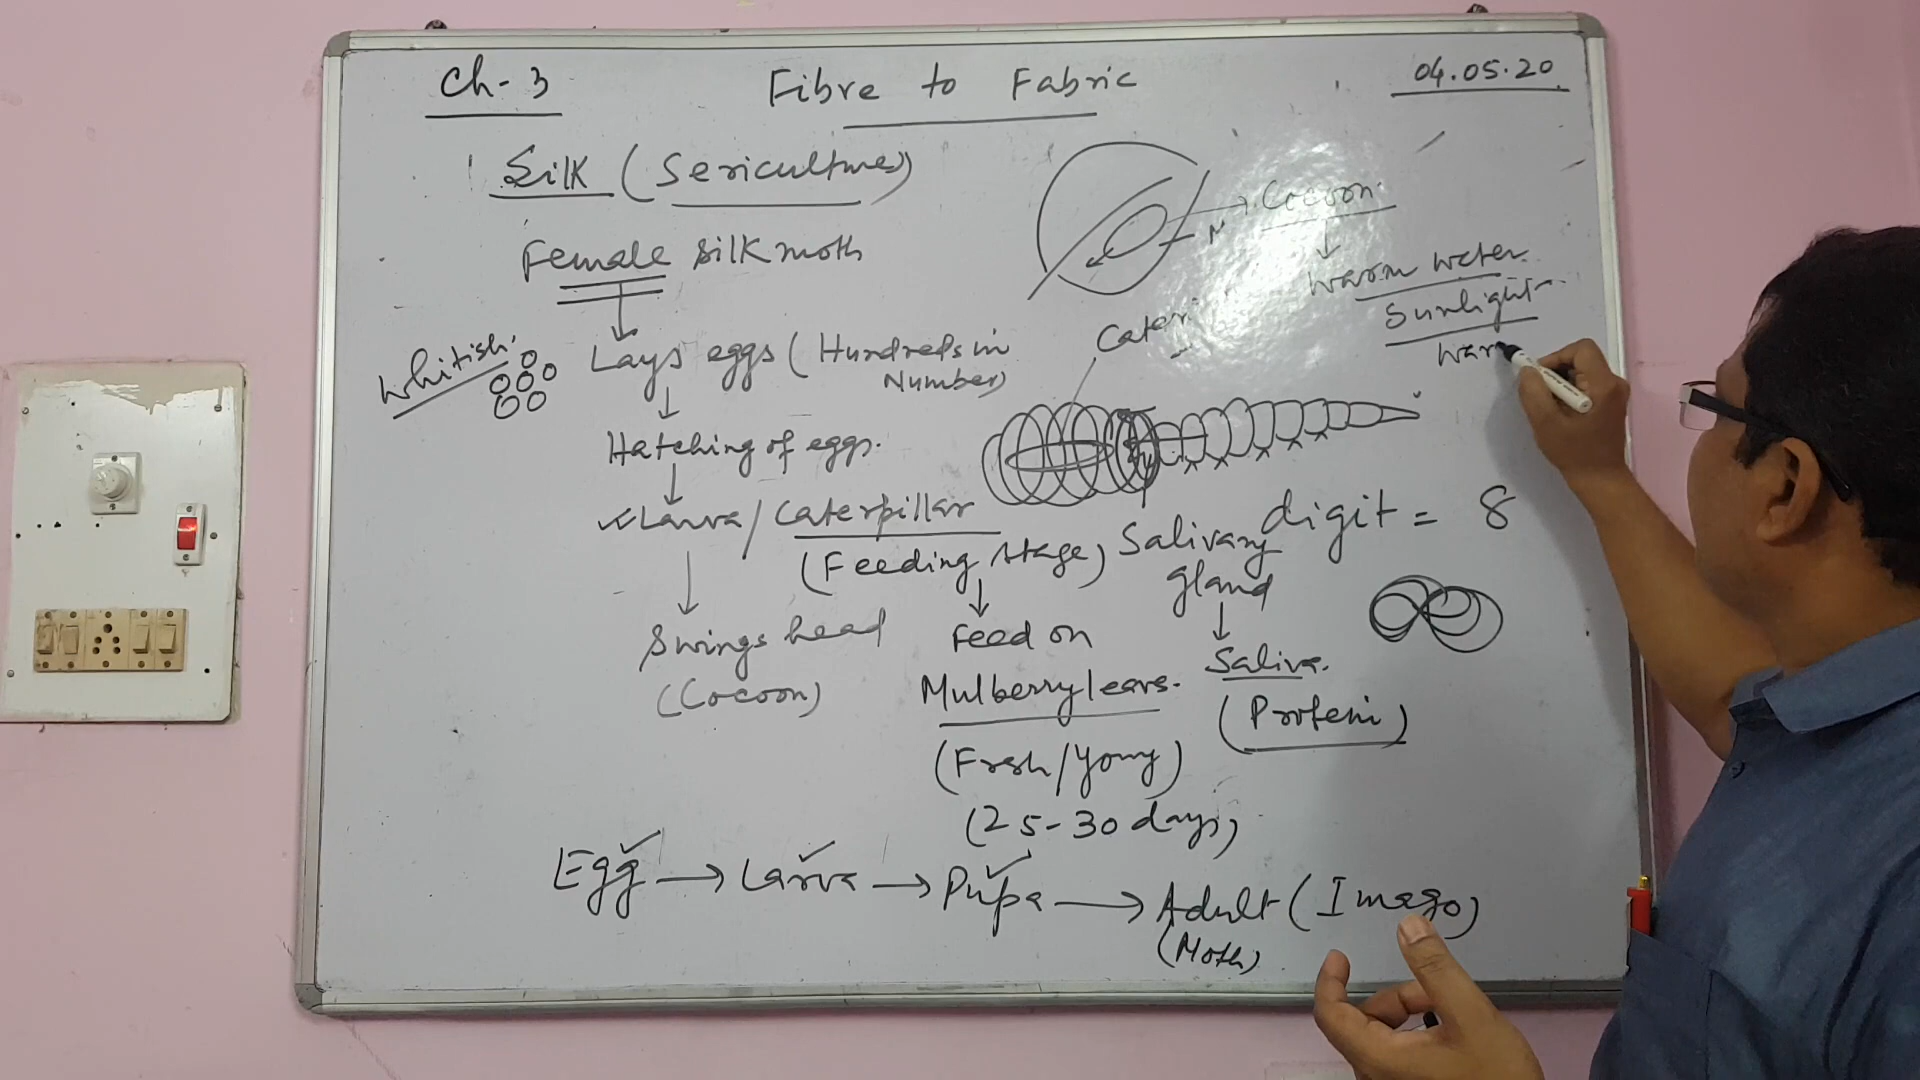 Ch-3
Fibre to Fabric
04.05.20
Silk (Sericulture)
Female Silk moth
Whitish.
Lays eggs (Hundreds in
Number)
Hatching of eggs.
Larva / Caterpillar
(Feeding stage)
Swings head
(Cocoon)
Feed on
Mulberry leavs.
(Fresh/Young)
(25-30 days)
Cocoon.
Warm water.
Sunlight
War
Cater
digit = 8
Salivary
gland
Saliva.
(Protein)
Egg → Larva → Pupa → Adult (Imago)
(Moth)